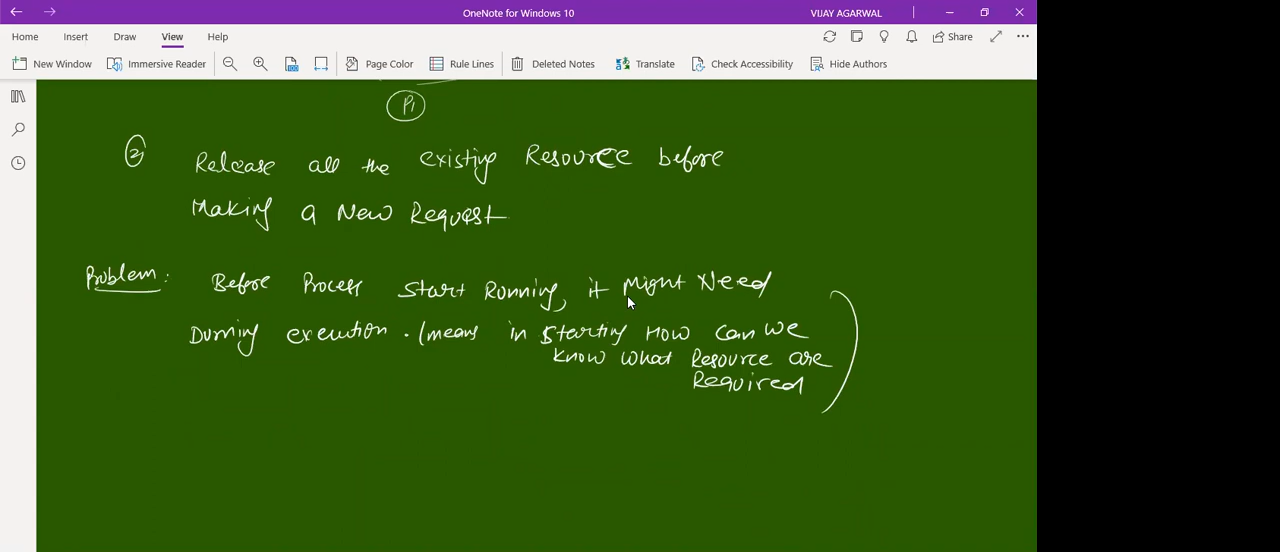 OneNote for Windows 10
VIJAY AGARWAL
Home Insert Draw View Help
Share
New Window Immersive Reader Page Color Rule Lines Deleted Notes Translate Check Accessibility Hide Authors
P1
2 Release all the existing Resource before
Making a New Request
Problem: Before Process Start Running, it Might Need
Durning execution. (means in Starting How can we
know what Resource are
Required)